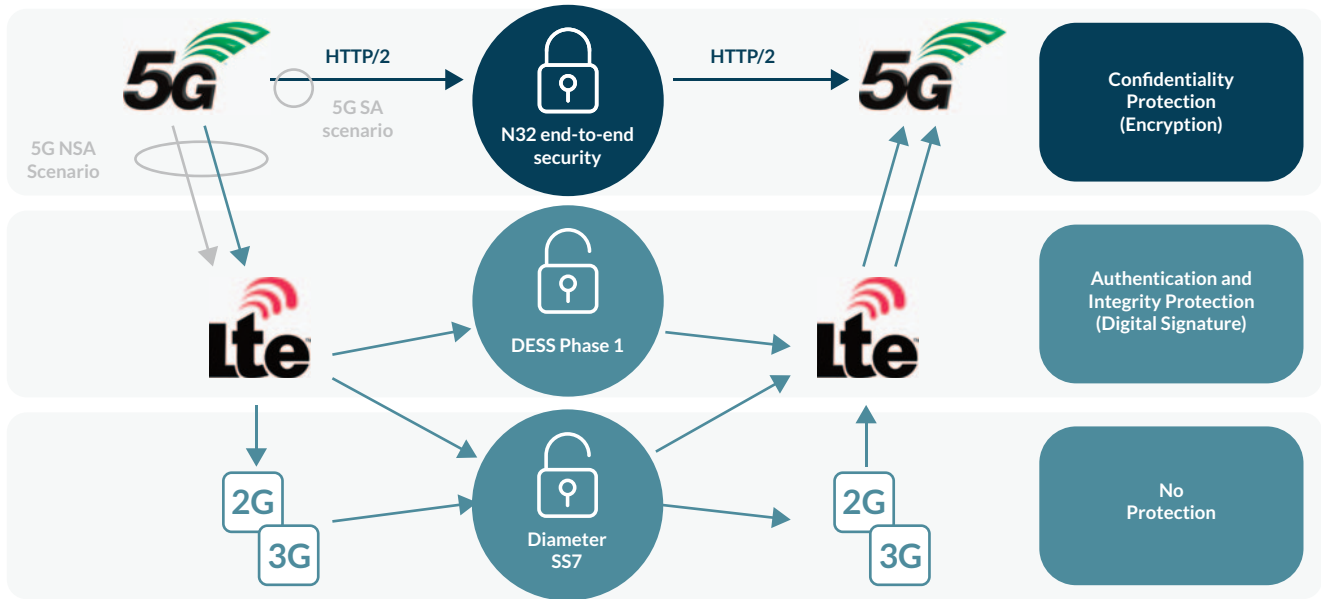 5G
HTTP/2
HTTP/2
5G
5G SA
scenario
5G NSA
Scenario
N32 end-to-end
security
Confidentiality
Protection
(Encryption)
Lte
DESS Phase 1
Lte
Authentication and
Integrity Protection
(Digital Signature)
2G
3G
Diameter
SS7
2G
3G
No
Protection